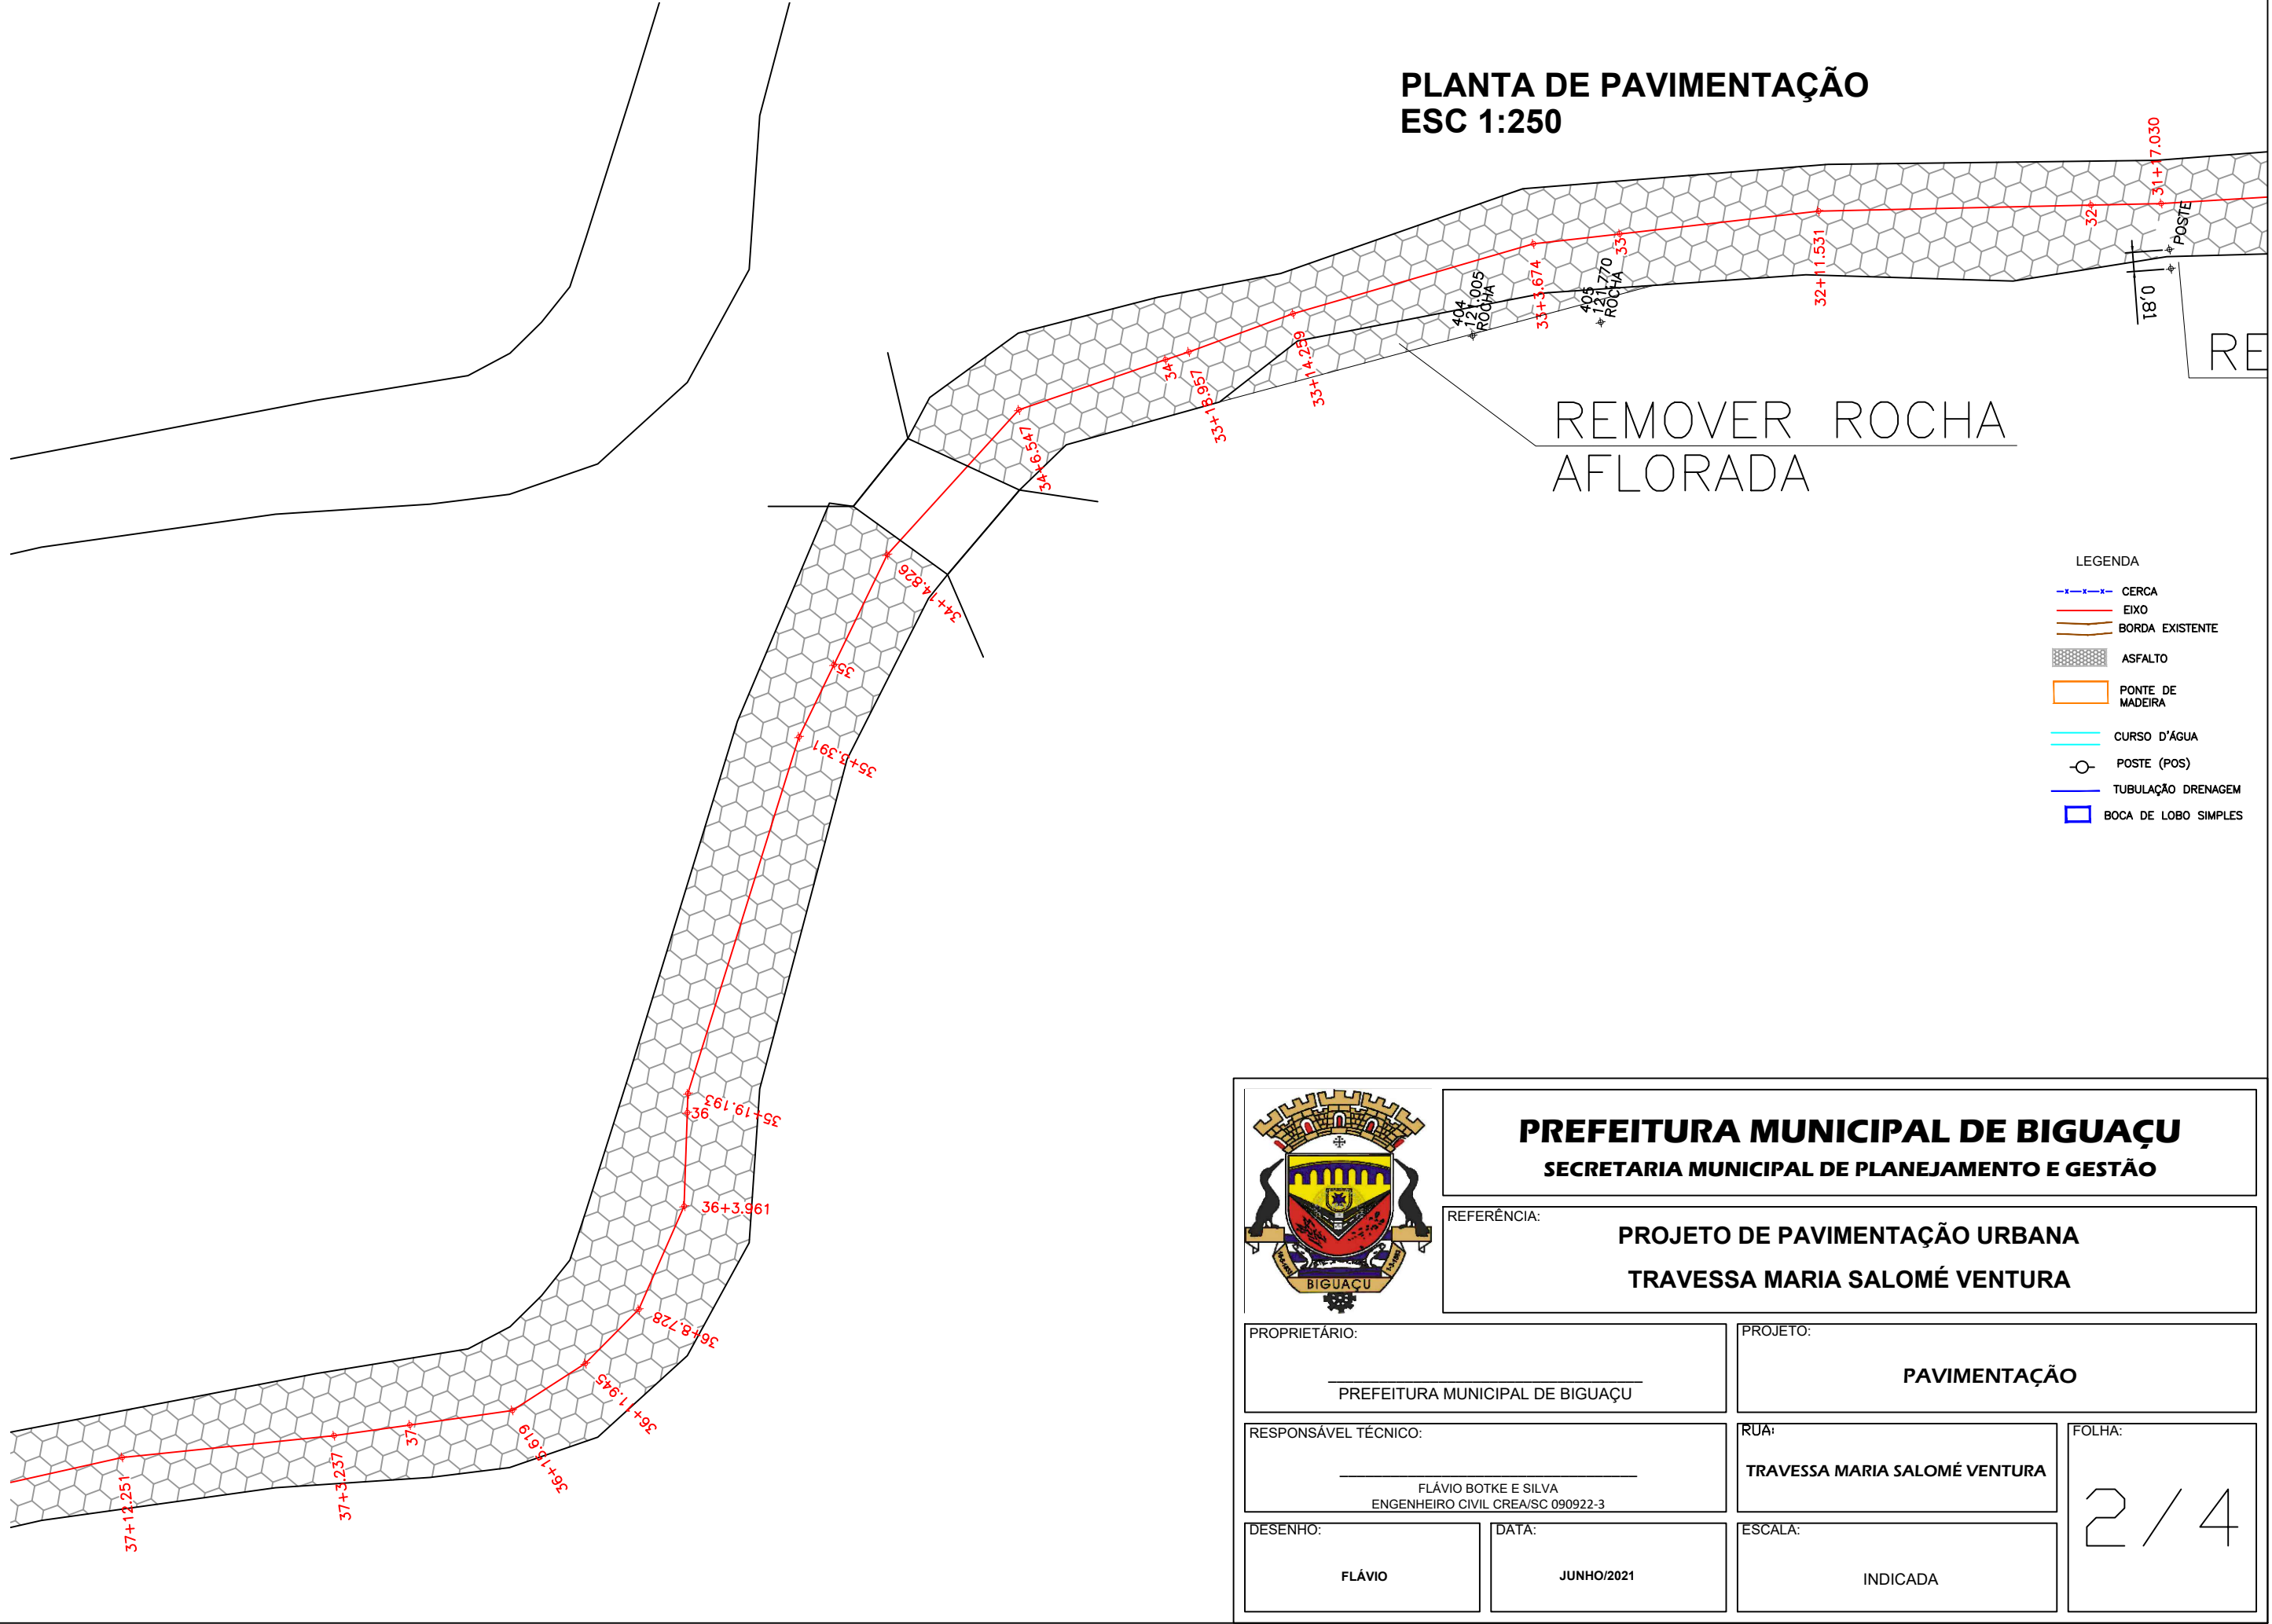 PLANTA DE PAVIMENTAÇÃO
ESC 1:250
31+17.030
32
POSTE
0,81
RE
32+11.531
33
405
121.770
ROCHA
33+3.674
404
121.005
ROCHA
33+14.259
33+18.957
34
34+6.547
REMOVER ROCHA
AFLORADA
34+14.826
35
35+3.391
35+19.193
36
36+3.961
36+8.728
36+11.945
36+15.619
37
37+3.237
37+12.251
LEGENDA
CERCA
EIXO
BORDA EXISTENTE
ASFALTO
PONTE DE
MADEIRA
CURSO D'ÁGUA
POSTE (POS)
TUBULAÇÃO DRENAGEM
BOCA DE LOBO SIMPLES
BIGUAÇU
PREFEITURA MUNICIPAL DE BIGUAÇU
SECRETARIA MUNICIPAL DE PLANEJAMENTO E GESTÃO
REFERÊNCIA:
PROJETO DE PAVIMENTAÇÃO URBANA
TRAVESSA MARIA SALOMÉ VENTURA
PROPRIETÁRIO:
PREFEITURA MUNICIPAL DE BIGUAÇU
PROJETO:
PAVIMENTAÇÃO
RESPONSÁVEL TÉCNICO:
FLÁVIO BOTKE E SILVA
ENGENHEIRO CIVIL CREA/SC 090922-3
RUA:
TRAVESSA MARIA SALOMÉ VENTURA
FOLHA:
2/4
DESENHO:
FLÁVIO
DATA:
JUNHO/2021
ESCALA:
INDICADA